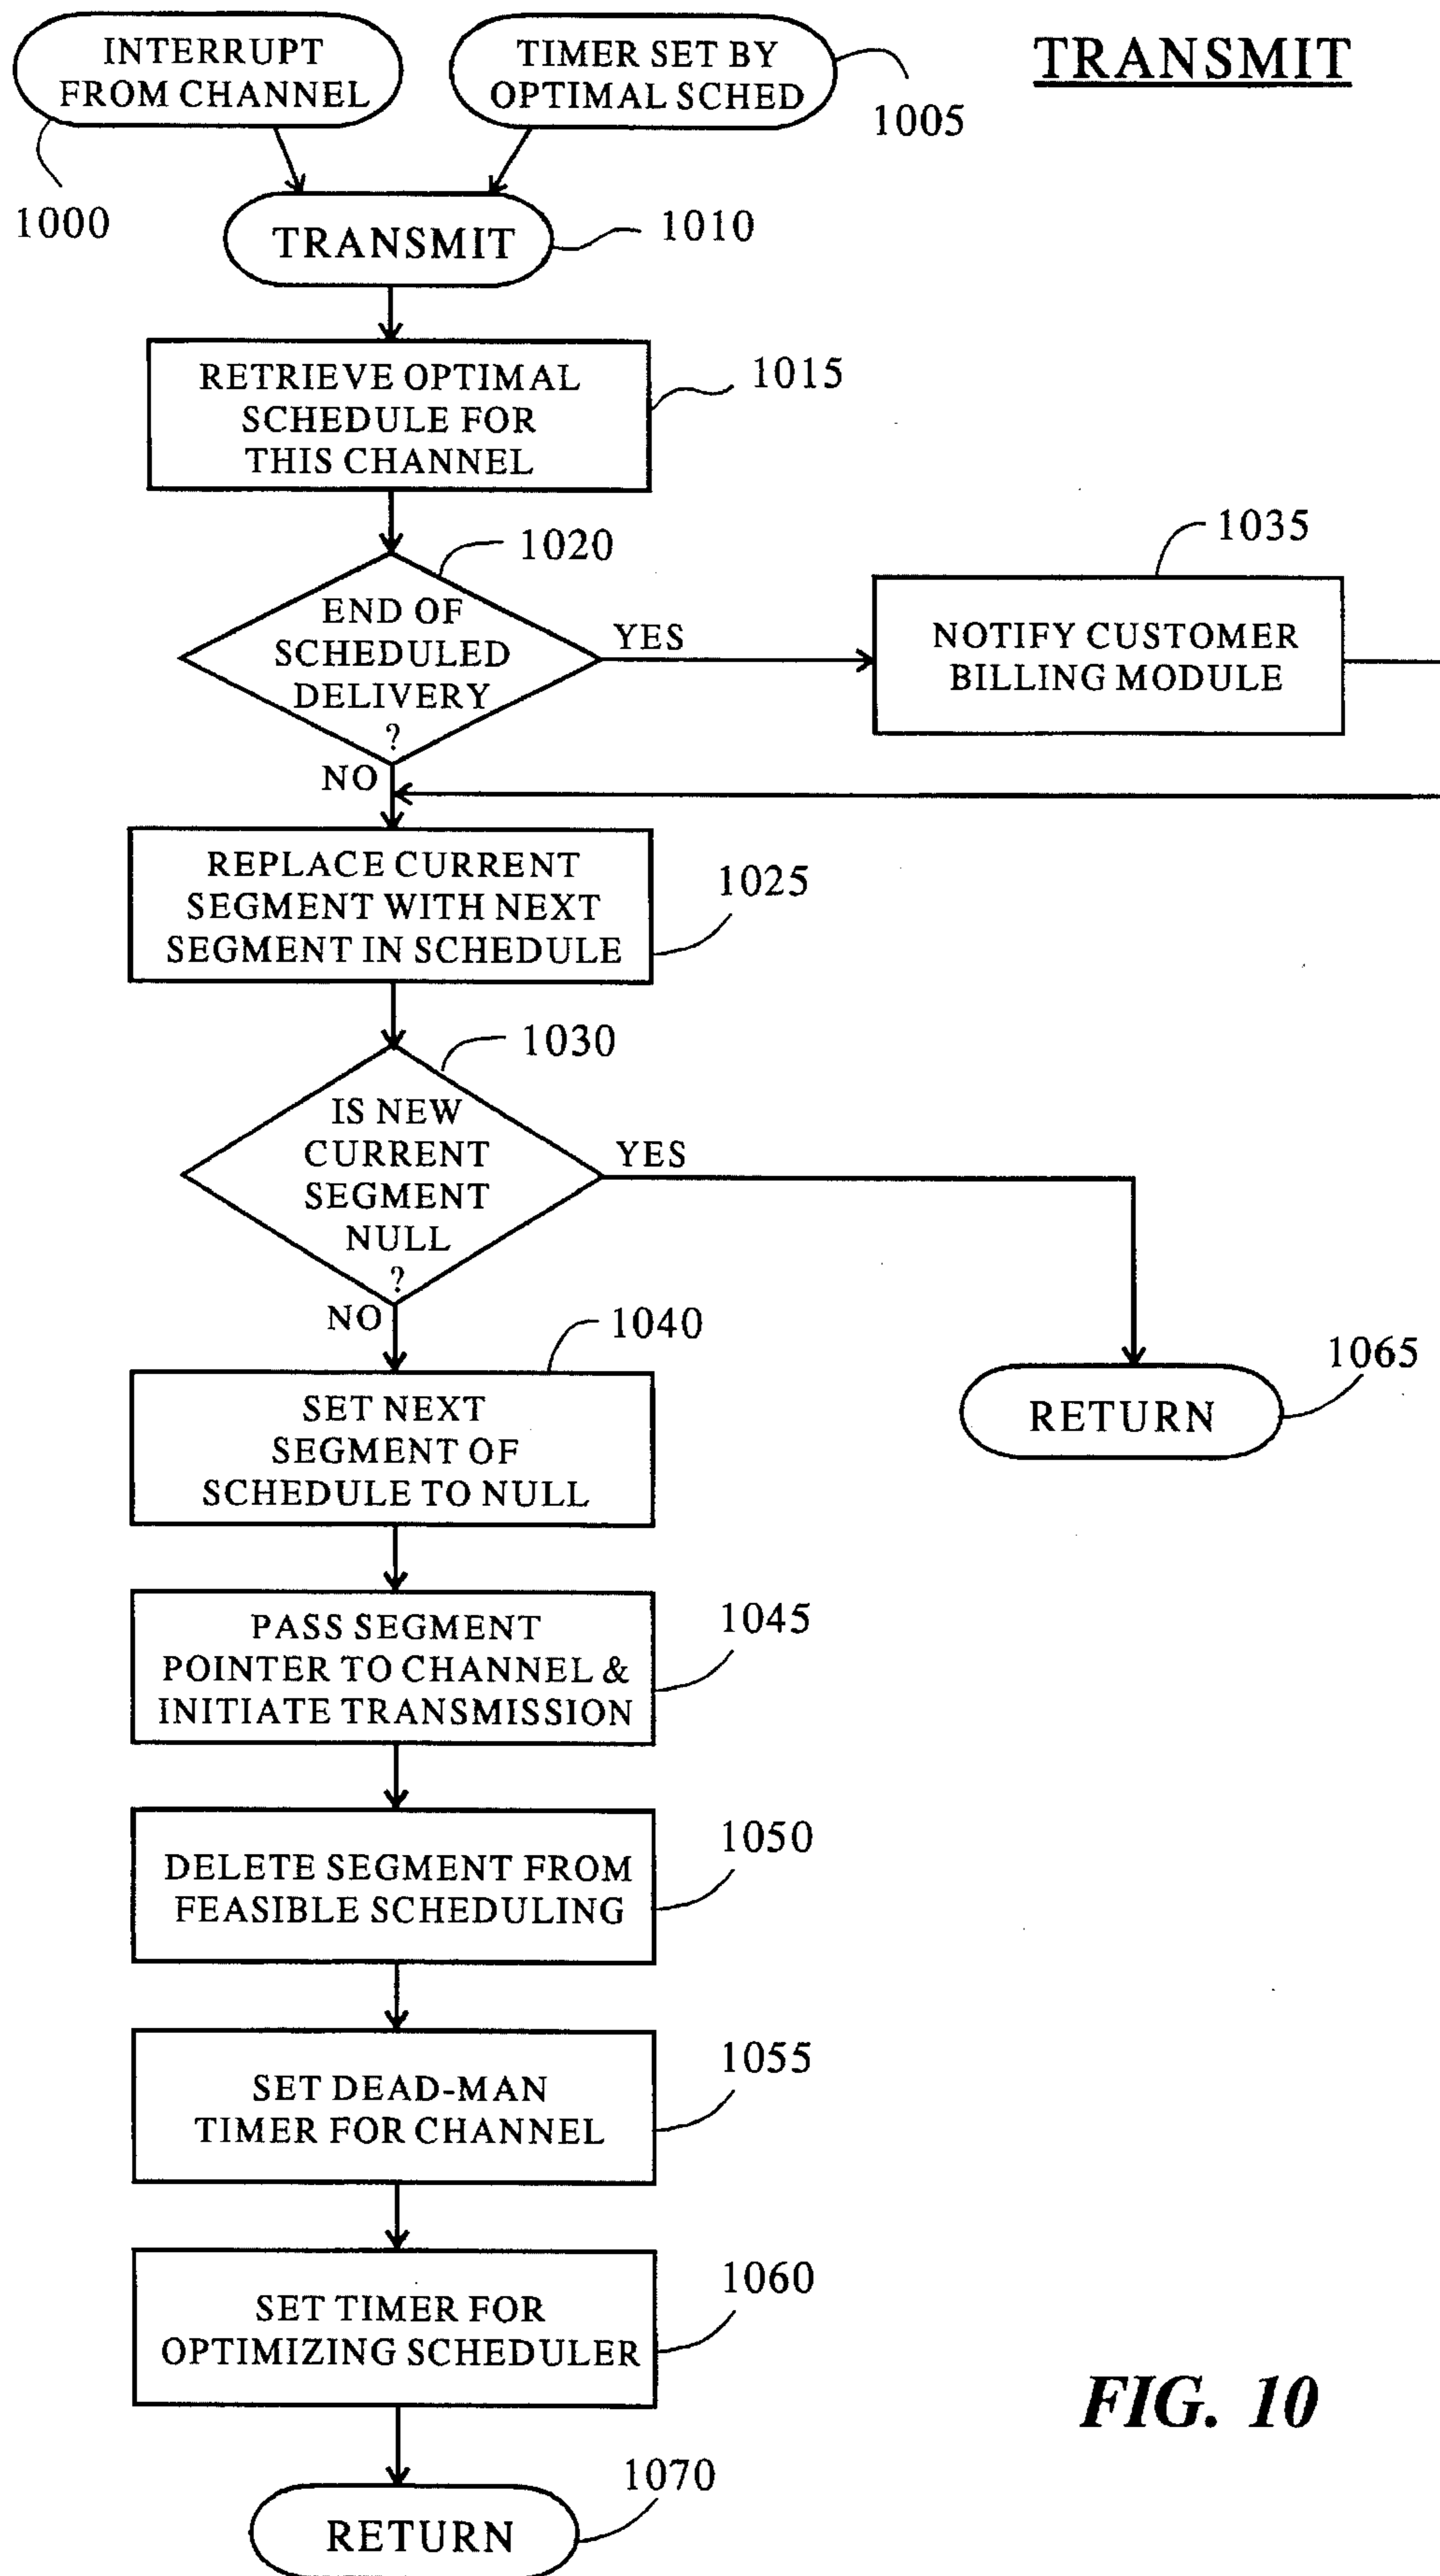 INTERRUPT
FROM CHANNEL
TIMER SET BY
OPTIMAL SCHED
TRANSMIT
1005
1000
TRANSMIT
1010
RETRIEVE OPTIMAL
SCHEDULE FOR
THIS CHANNEL
1015
1020
END OF
SCHEDULED
DELIVERY
?
YES
NO
1035
NOTIFY CUSTOMER
BILLING MODULE
REPLACE CURRENT
SEGMENT WITH NEXT
SEGMENT IN SCHEDULE
1025
1030
IS NEW
CURRENT
SEGMENT
NULL
?
YES
NO
1040
SET NEXT
SEGMENT OF
SCHEDULE TO NULL
1065
RETURN
PASS SEGMENT
POINTER TO CHANNEL &
INITIATE TRANSMISSION
1045
DELETE SEGMENT FROM
FEASIBLE SCHEDULING
1050
SET DEAD-MAN
TIMER FOR CHANNEL
1055
SET TIMER FOR
OPTIMIZING SCHEDULER
1060
FIG. 10
RETURN
1070